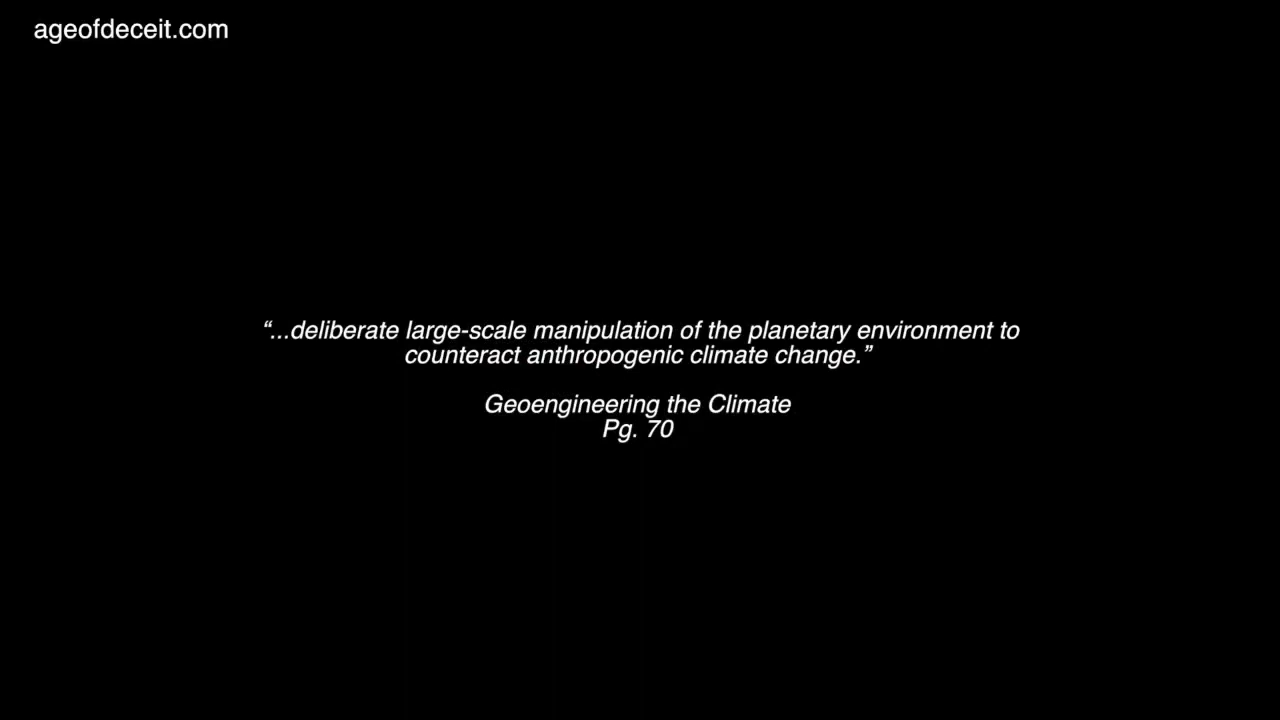 ageofdeceit.com
“...deliberate large-scale manipulation of the planetary environment to
counteract anthropogenic climate change.”
Geoengineering the Climate
Pg. 70